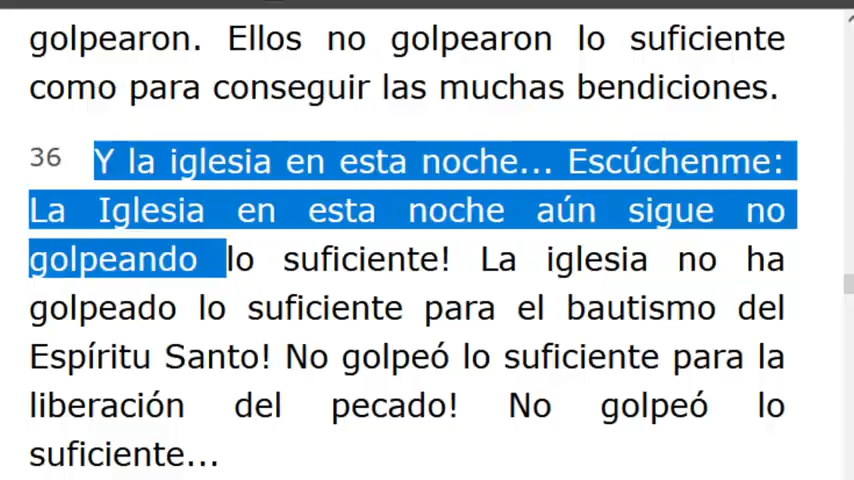 golpearon. Ellos no golpearon lo suficiente
como para conseguir las muchas bendiciones.
36 Y la iglesia en esta noche... Escúchenme:
La Iglesia en esta noche aún sigue no
golpeando lo suficiente! La iglesia no ha
golpeado lo suficiente para el bautismo del
Espíritu Santo! No golpeó lo suficiente para la
liberación del pecado! No golpeó lo
suficiente...